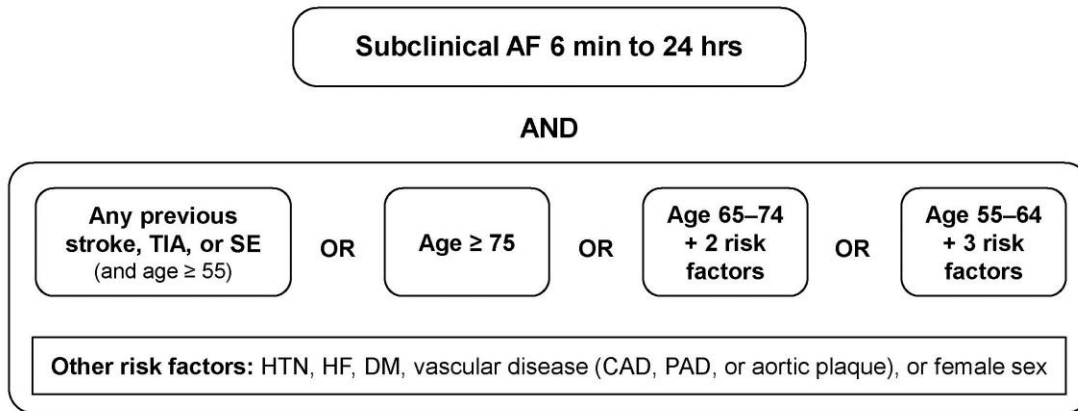 Subclinical AF 6 min to 24 hrs
AND
Any previous
stroke, TIA, or SE
(and age ≥ 55)
OR
Age ≥ 75
OR
Age 65–74
+ 2 risk
factors
OR
Age 55–64
+ 3 risk
factors
Other risk factors: HTN, HF, DM, vascular disease (CAD, PAD, or aortic plaque), or female sex